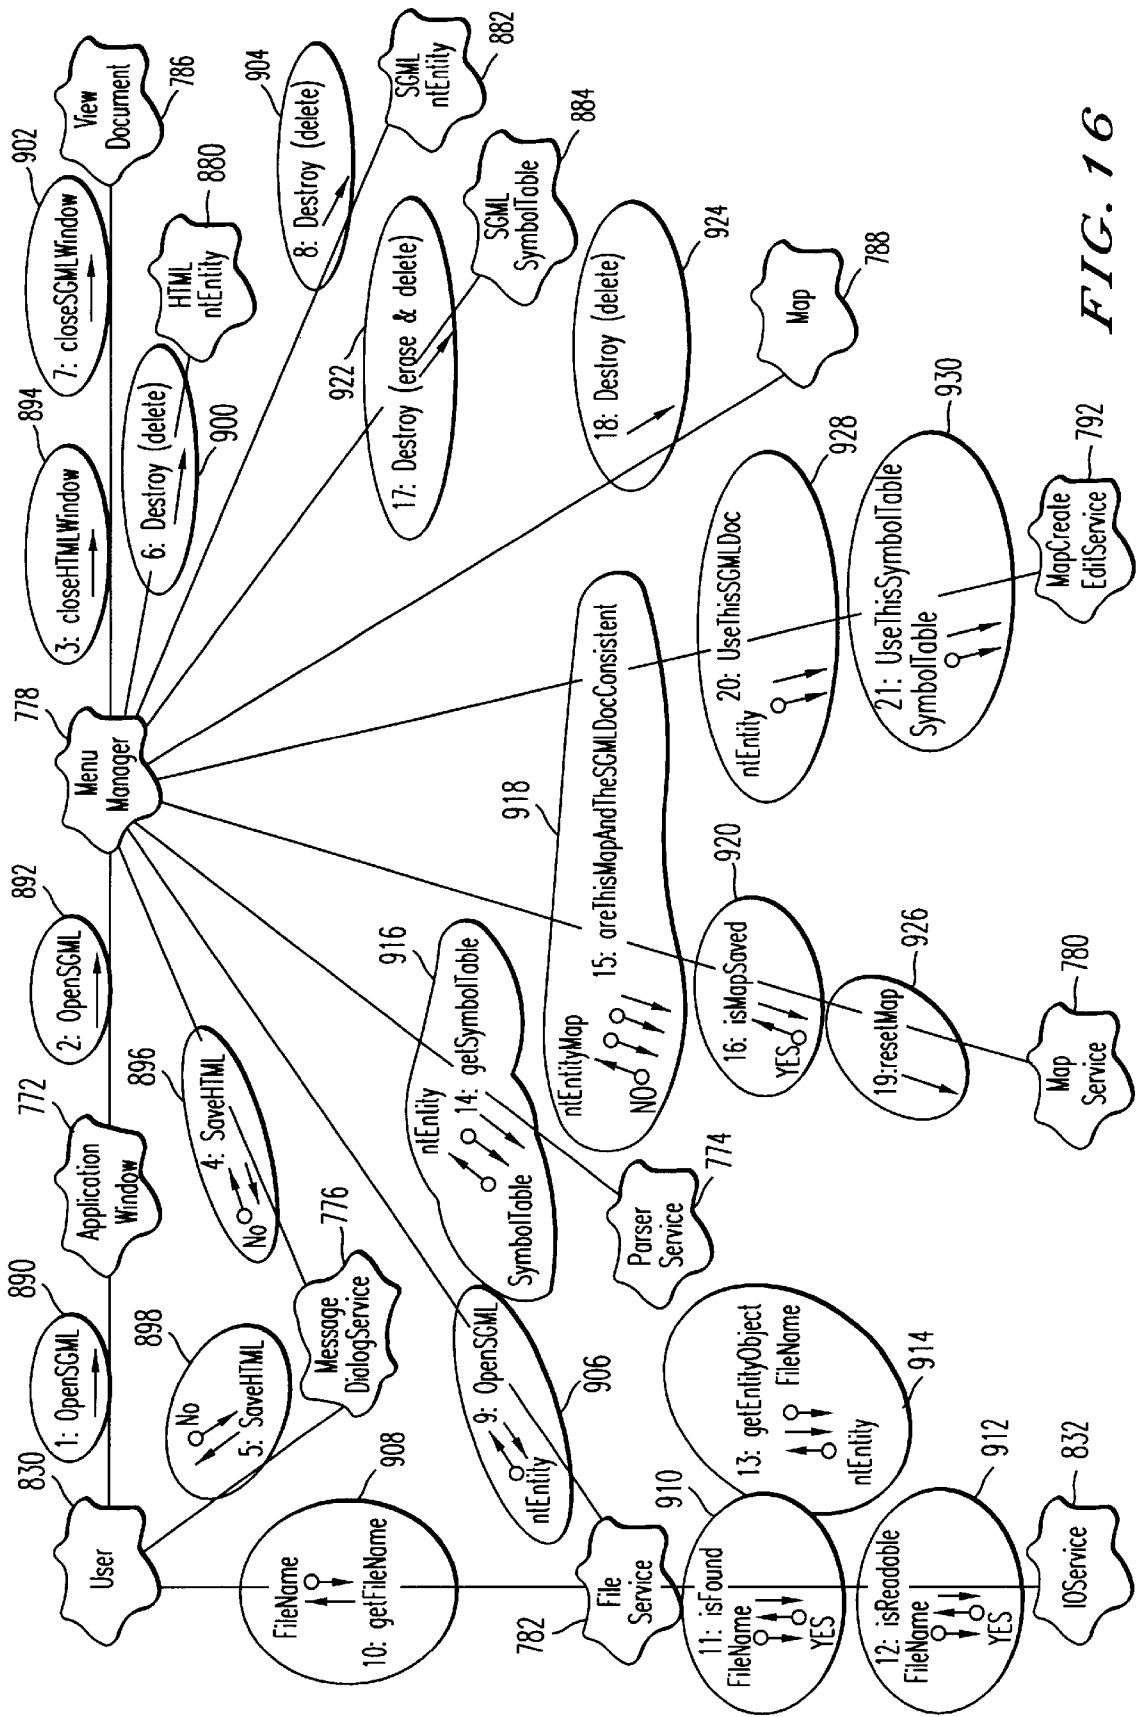 830
User
890
1: OpenSGML
772
Application
Window
892
2: OpenSGML
778
Menu
Manager
894
3: closeHTMLWindow
902
7: closeSGMLWindow
View
Document
786
898
No
5: SaveHTML
896
4: SaveHTML
No
6: Destroy (delete)
900
HTML
ntEntity
880
904
8: Destroy (delete)
SGML
ntEntity
882
908
FileName
10: getFileName
Message
DialogService
776
9: OpenSGML
ntEntity
906
916
ntEntity
14: getSymbolTable
SymbolTable
922
17: Destroy (erase & delete)
SGML
SymbolTable
884
782
File
Service
Parser
Service
774
918
ntEntityMap
15: areThisMapAndTheSGMLDocConsistent
NO
18: Destroy (delete)
924
910
11: isFound
FileName
YES
13: getEntityObject
FileName
ntEntity
914
16: isMapSaved
YES
920
20: UseThisSGMLDoc
ntEntity
928
Map
788
12: isReadable
FileName
YES
912
19:resetMap
926
21: UseThisSymbolTable
SymbolTable
930
IOService
832
Map
Service
780
MapCreate
EditService
792
FIG. 16